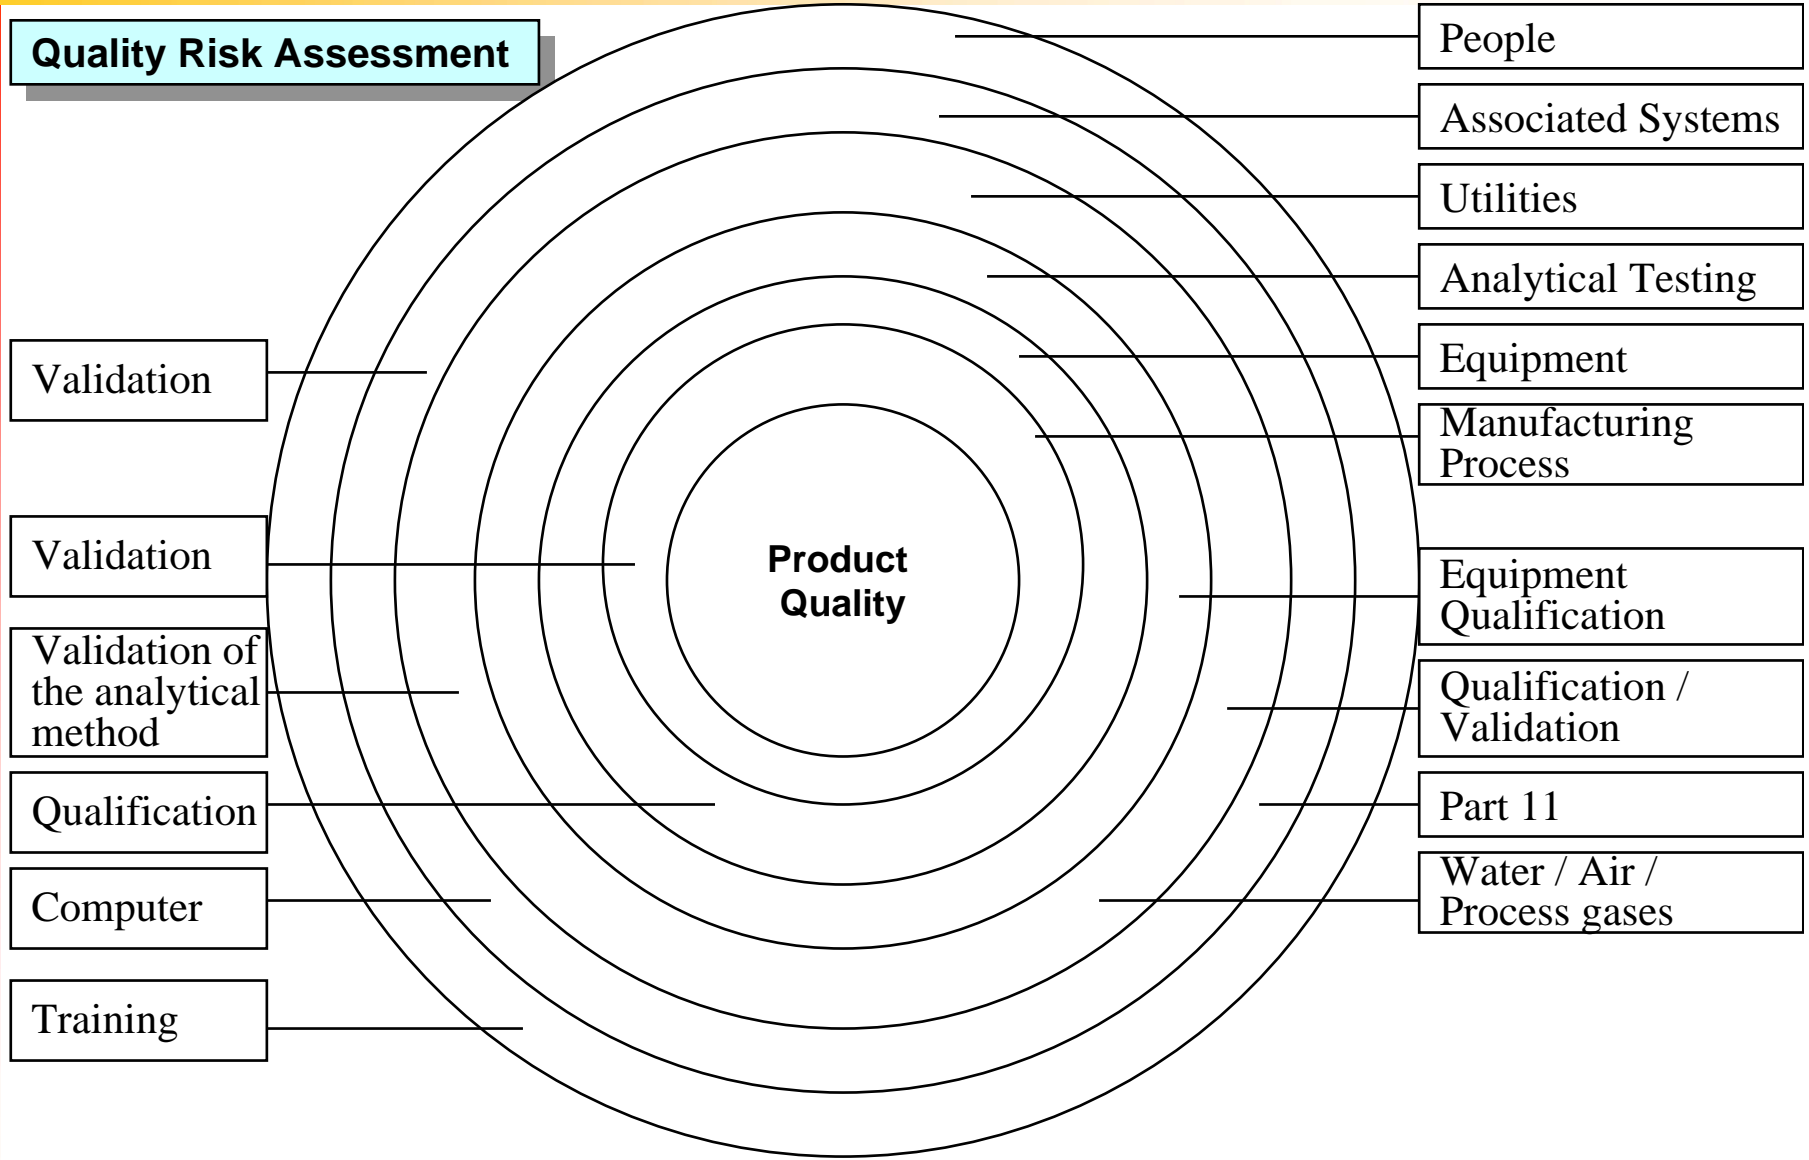 Quality Risk Assessment
People
Associated Systems
Utilities
Analytical Testing
Equipment
Manufacturing
Process
Equipment
Qualification
Qualification /
Validation
Part 11
Water / Air /
Process gases
Validation
Validation
Validation of
the analytical
method
Qualification
Computer
Training
Product
Quality